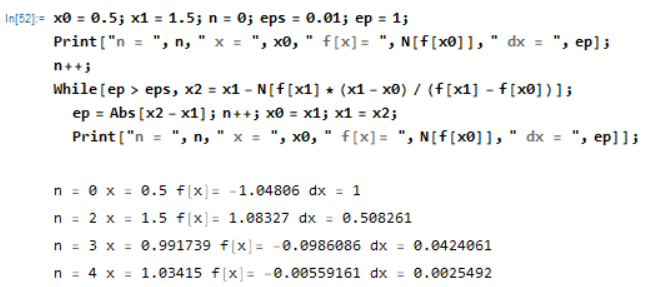 In[52]:= x0 = 0.5; x1 = 1.5; n = 0; eps = 0.01; ep = 1;
Print["n = ", n, " x = ", x0, " f[x]= ", N[f[x0]], " dx = ", ep];
n++;
While[ep > eps, x2 = x1 - N[f[x1] * (x1 - x0) / (f[x1] - f[x0])];
ep = Abs[x2 - x1]; n++; x0 = x1; x1 = x2;
Print["n = ", n, " x = ", x0, " f[x]= ", N[f[x0]], " dx = ", ep]];
n = 0 x = 0.5 f[x]= -1.04806 dx = 1
n = 2 x = 1.5 f[x]= 1.08327 dx = 0.508261
n = 3 x = 0.991739 f[x]= -0.0986086 dx = 0.0424061
n = 4 x = 1.03415 f[x]= -0.00559161 dx = 0.0025492